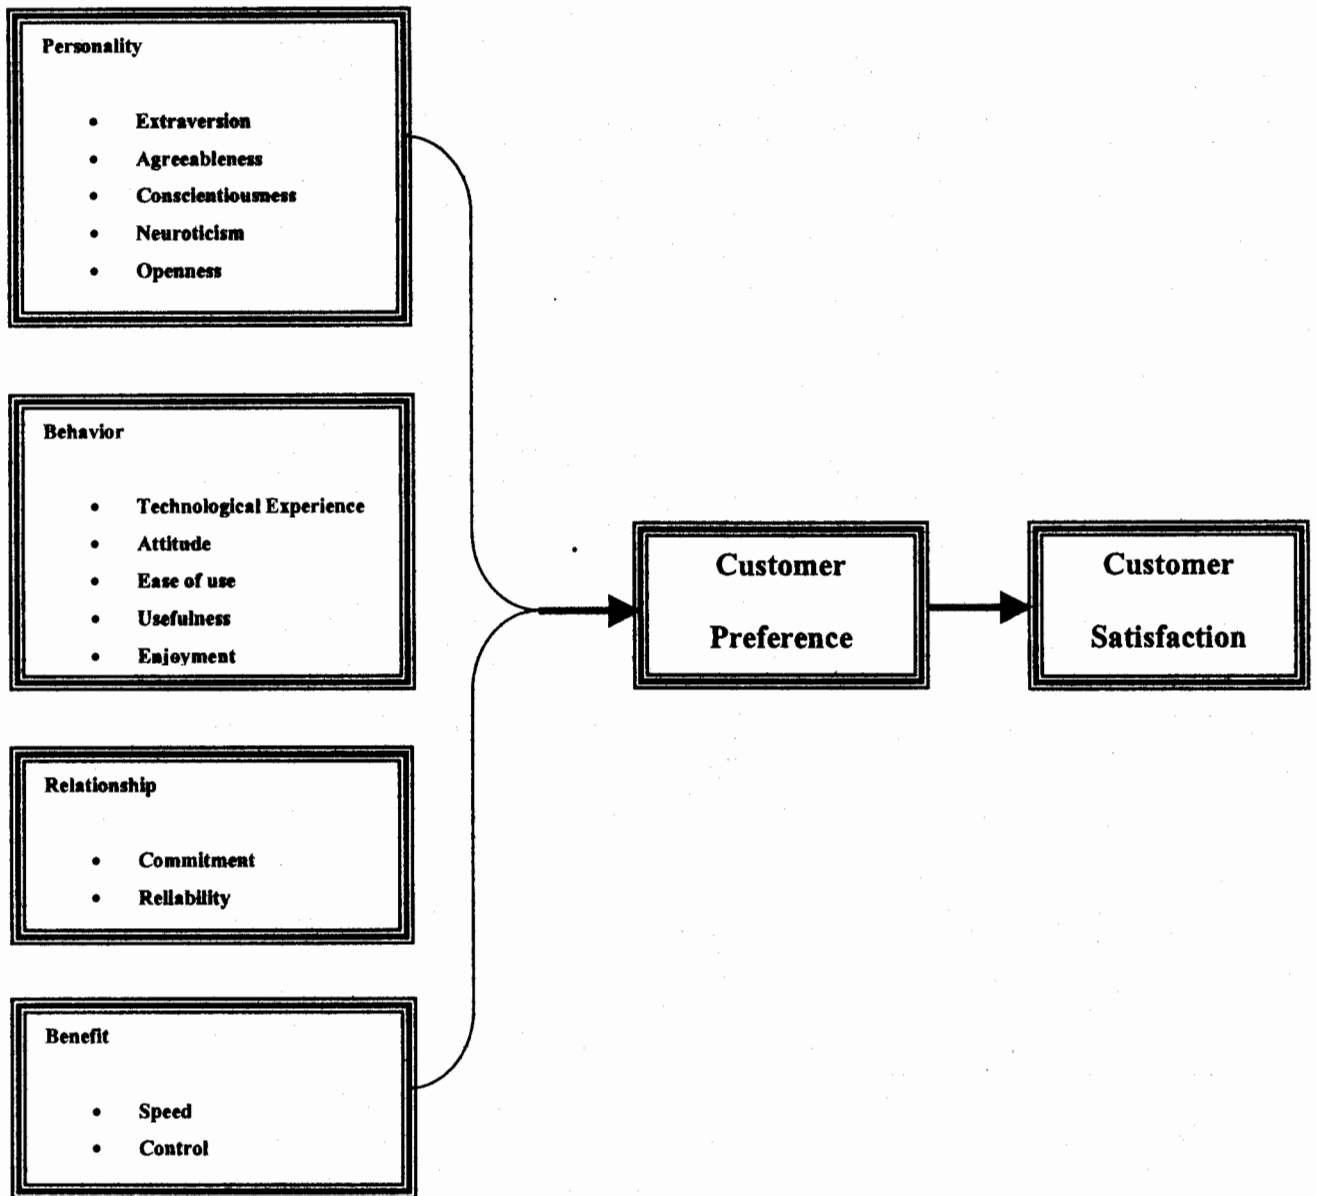 Personality
• Extraversion
• Agreeableness
• Conscientiousness
• Neuroticism
• Openness
Behavior
• Technological Experience
• Attitude
• Ease of use
• Usefulness
• Enjoyment
Relationship
• Commitment
• Reliability
Benefit
• Speed
• Control
Customer
Preference
Customer
Satisfaction